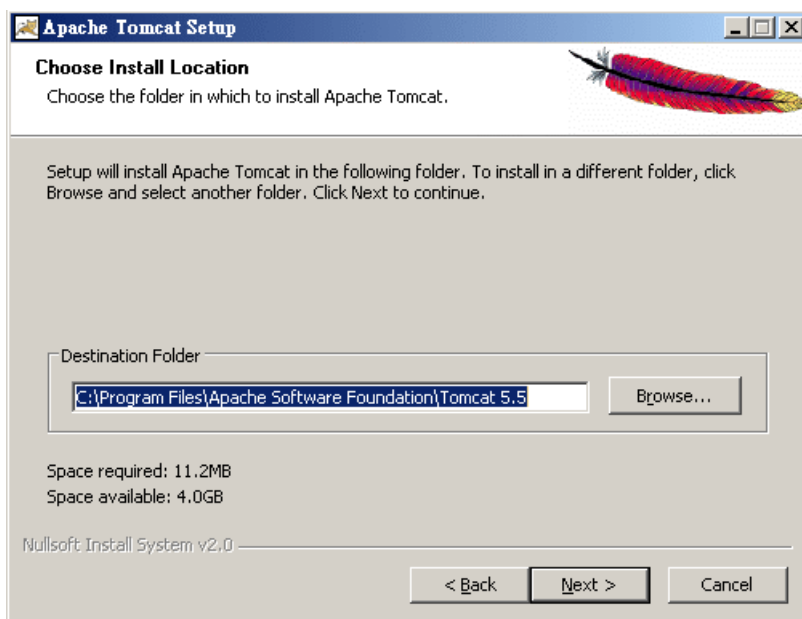 Apache Tomcat Setup
Choose Install Location
Choose the folder in which to install Apache Tomcat.
Setup will install Apache Tomcat in the following folder. To install in a different folder, click
Browse and select another folder. Click Next to continue.
Destination Folder
C:\Program Files\Apache Software Foundation\Tomcat 5.5
Browse...
Space required: 11.2MB
Space available: 4.0GB
Nullsoft Install System v2.0
< Back
Next >
Cancel